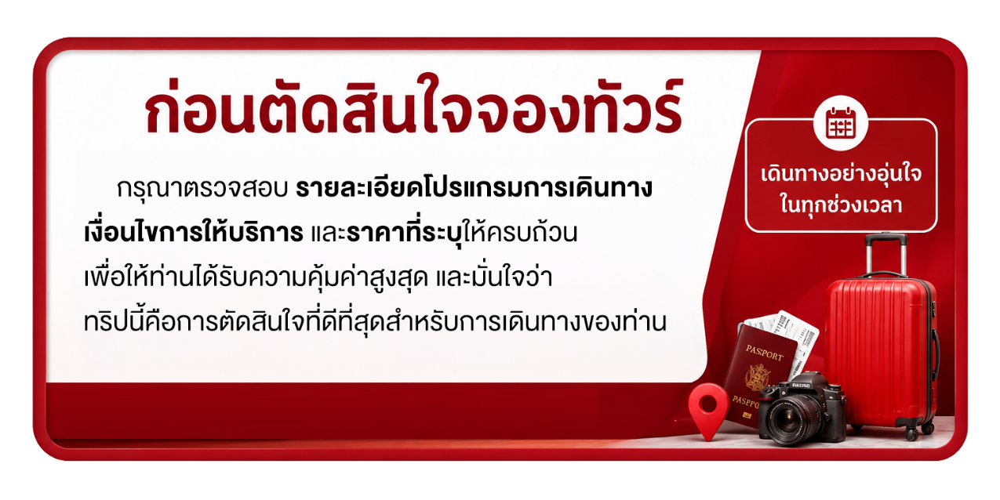 ก่อนตัดสินใจจองทัวร์
กรุณาตรวจสอบ รายละเอียดโปรแกรมการเดินทาง
เงื่อนไขการให้บริการ และราคาที่ระบุให้ครบถ้วน
เพื่อให้ท่านได้รับความคุ้มค่าสูงสุด และมั่นใจว่า
ทริปนี้คือการตัดสินใจที่ดีที่สุดสำหรับการเดินทางของท่าน
เดินทางอย่างอุ่นใจ
ในทุกช่วงเวลา
PASSPORT